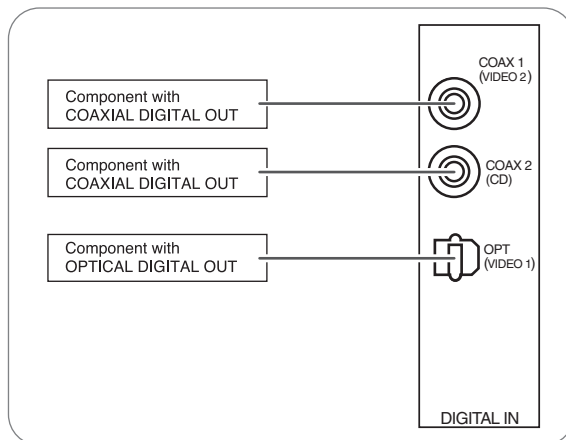 COAX 1
(VIDEO 2)
Component with
COAXIAL DIGITAL OUT
Component with
COAXIAL DIGITAL OUT
COAX 2
(CD)
Component with
OPTICAL DIGITAL OUT
OPT
(VIDEO 1)
DIGITAL IN